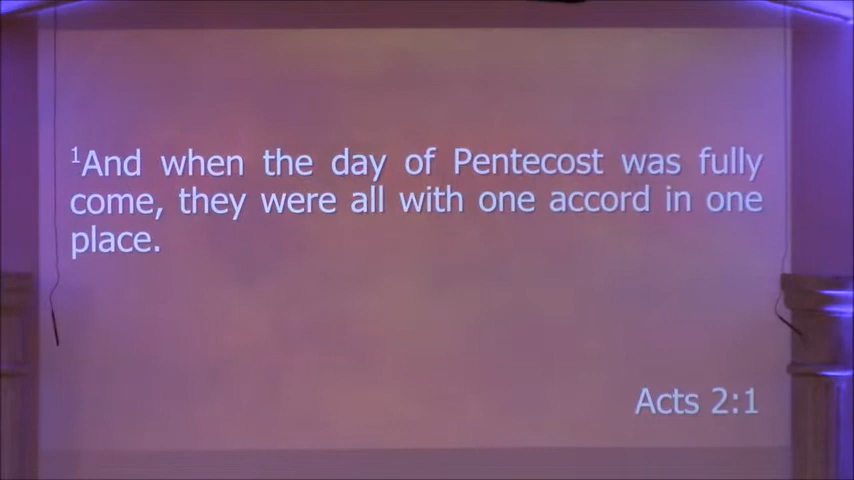 ¹And when the day of Pentecost was fully
come, they were all with one accord in one
place.
Acts 2:1